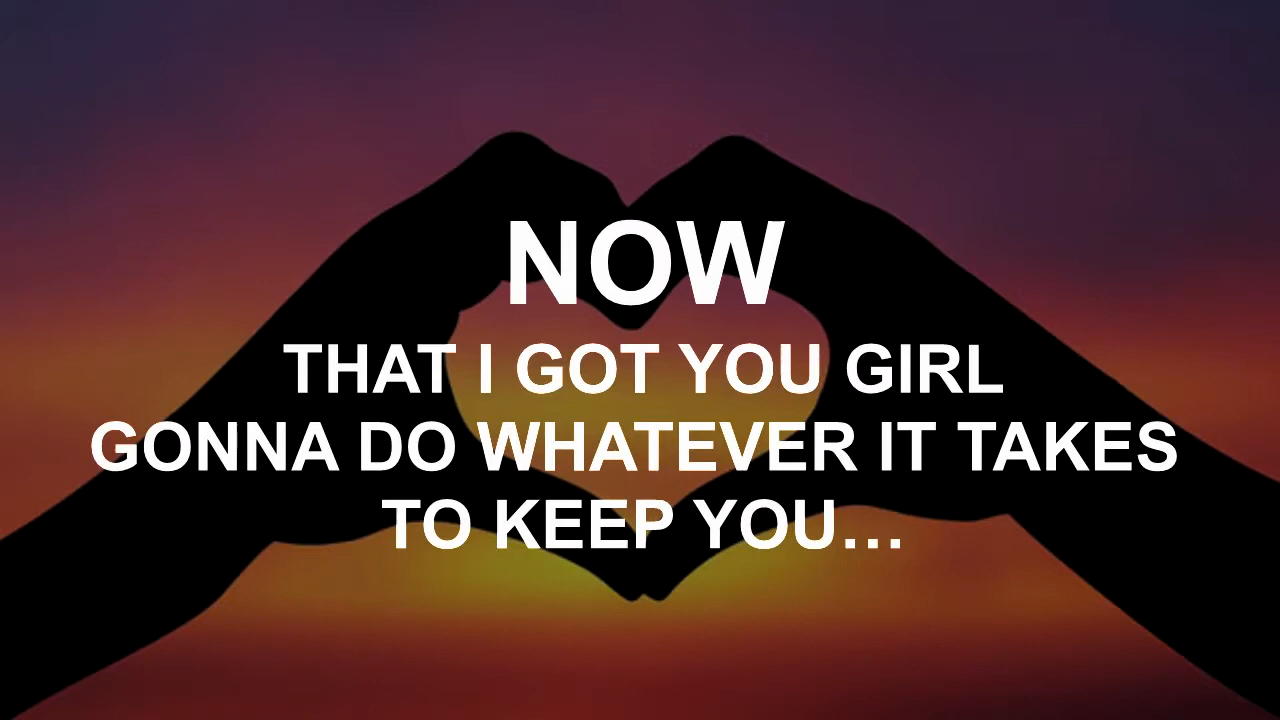 NOW
THAT I GOT YOU GIRL
GONNA DO WHATEVER IT TAKES
TO KEEP YOU...